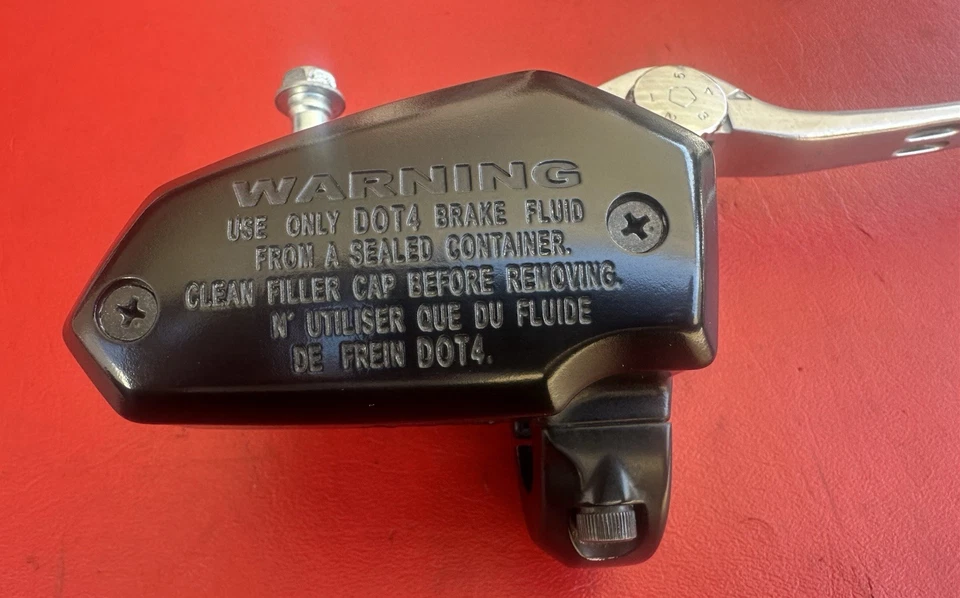 WARNING
USE ONLY DOT4 BRAKE FLUID
FROM A SEALED CONTAINER.
CLEAN FILLER CAP BEFORE REMOVING.
N' UTILISER QUE DU FLUIDE
DE FREIN DOT4.